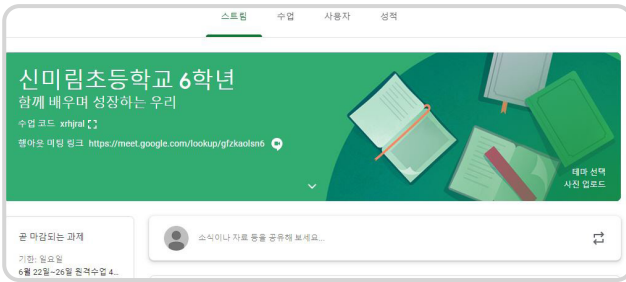 스트림 수업 사용자 성적
신미림초등학교 6학년
함께 배우며 성장하는 우리
수업 코드 xrhjral
행아웃 미팅 링크 https://meet.google.com/lookup/gfzkaolsn6
테마 선택
사진 업로드
곧 마감되는 과제
소식이나 자료 등을 공유해 보세요...
기한: 일요일
6월 22일~26일 원격수업 4...